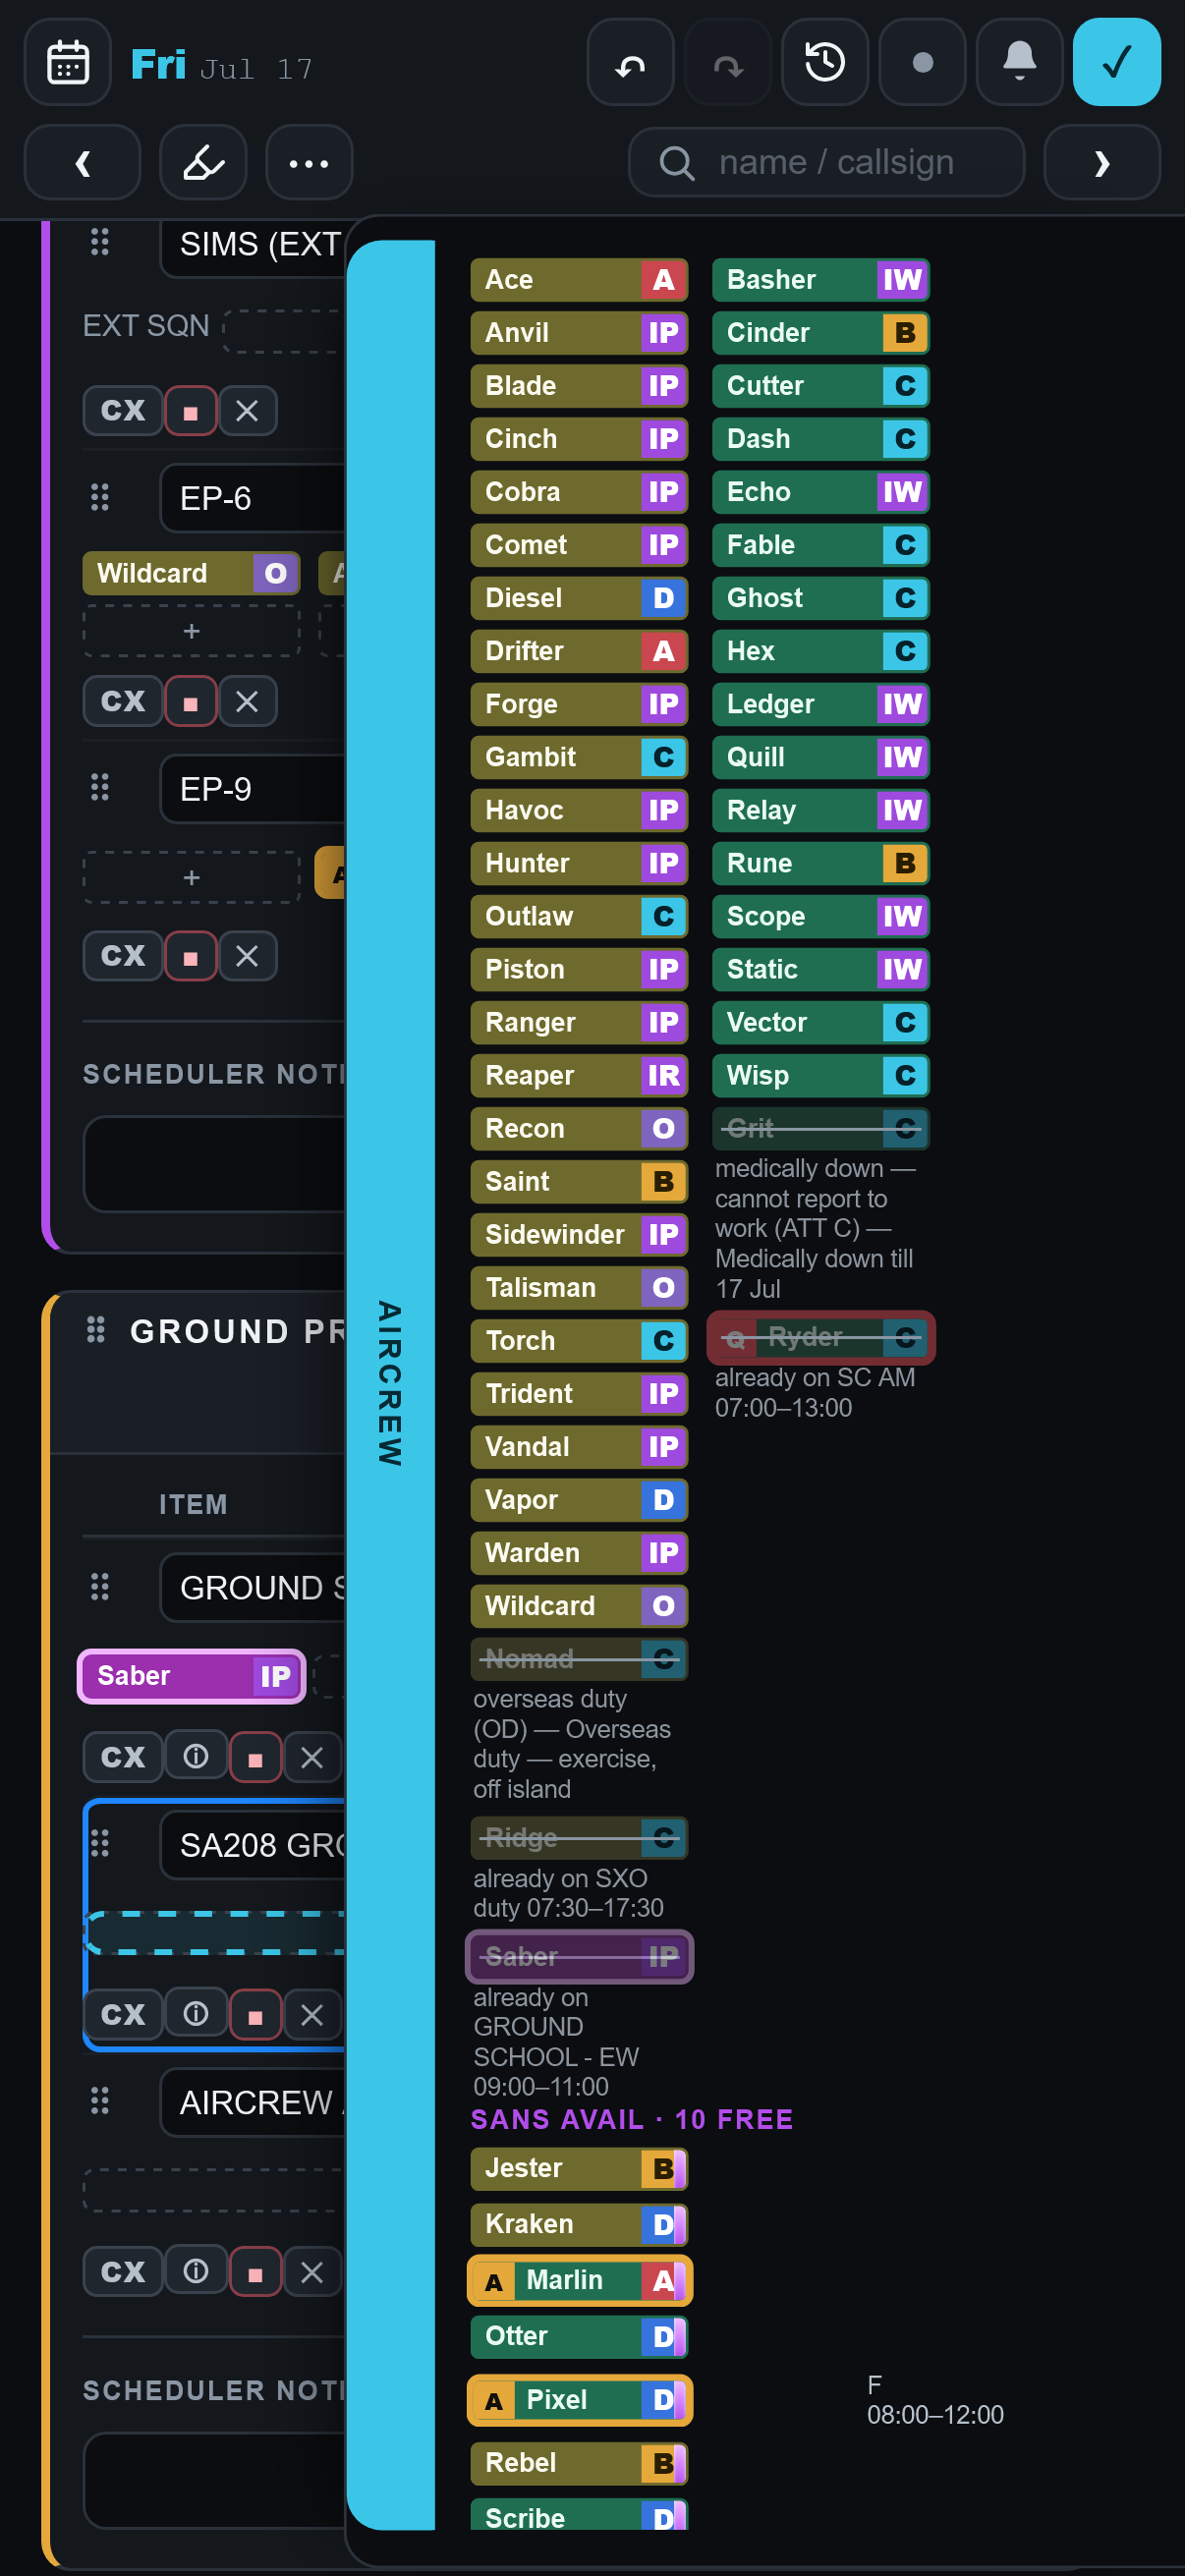 Fri Jul 17
name / callsign
SIMS (EXT
EXT SQN
CX
EP-6
Wildcard O
+
CX
EP-9
+
CX
SCHEDULER NOT
GROUND PR
ITEM
GROUND S
Saber IP
CX
SA208 GRO
CX
AIRCREW
CX
SCHEDULER NOT
AIRCREW
Ace A
Anvil IP
Blade IP
Cinch IP
Cobra IP
Comet IP
Diesel D
Drifter A
Forge IP
Gambit C
Havoc IP
Hunter IP
Outlaw C
Piston IP
Ranger IP
Reaper IR
Recon O
Saint B
Sidewinder IP
Talisman O
Torch C
Trident IP
Vandal IP
Vapor D
Warden IP
Wildcard O
Nomad C
overseas duty
(OD) — Overseas
duty — exercise,
off island
Ridge C
already on SXO
duty 07:30–17:30
Saber IP
already on
GROUND
SCHOOL - EW
09:00–11:00
Basher IW
Cinder B
Cutter C
Dash C
Echo IW
Fable C
Ghost C
Hex C
Ledger IW
Quill IW
Relay IW
Rune B
Scope IW
Static IW
Vector C
Wisp C
Grit C
medically down —
cannot report to
work (ATT C) —
Medically down till
17 Jul
Q Ryder C
already on SC AM
07:00–13:00
SANS AVAIL · 10 FREE
Jester B
Kraken D
A Marlin A
Otter D
A Pixel D
F
08:00–12:00
Rebel B
Scribe D